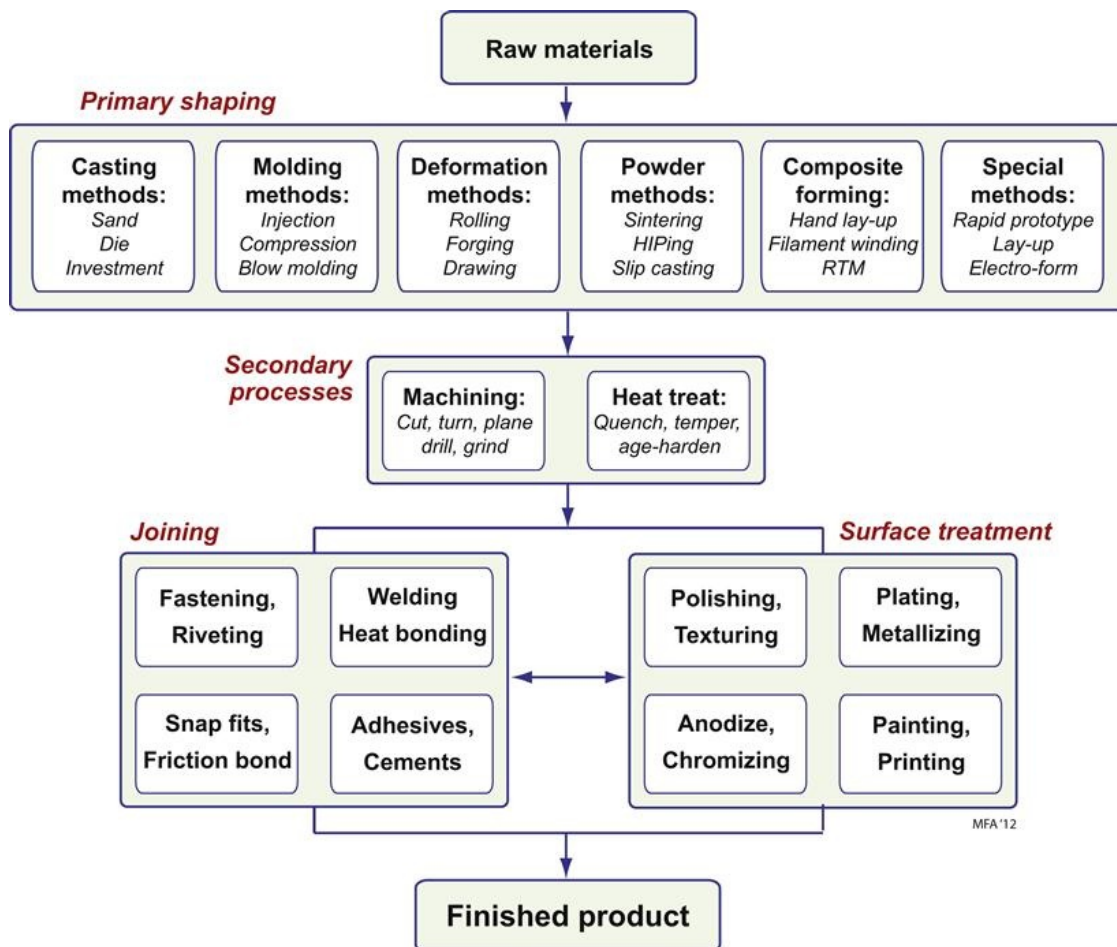 Raw materials
Primary shaping
Casting
methods:
Sand
Die
Investment
Molding
methods:
Injection
Compression
Blow molding
Deformation
methods:
Rolling
Forging
Drawing
Powder
methods:
Sintering
HIPing
Slip casting
Composite
forming:
Hand lay-up
Filament winding
RTM
Special
methods:
Rapid prototype
Lay-up
Electro-form
Secondary
processes
Machining:
Cut, turn, plane
drill, grind
Heat treat:
Quench, temper,
age-harden
Joining
Fastening,
Riveting
Welding
Heat bonding
Snap fits,
Friction bond
Adhesives,
Cements
Surface treatment
Polishing,
Texturing
Plating,
Metallizing
Anodize,
Chromizing
Painting,
Printing
MFA '12
Finished product